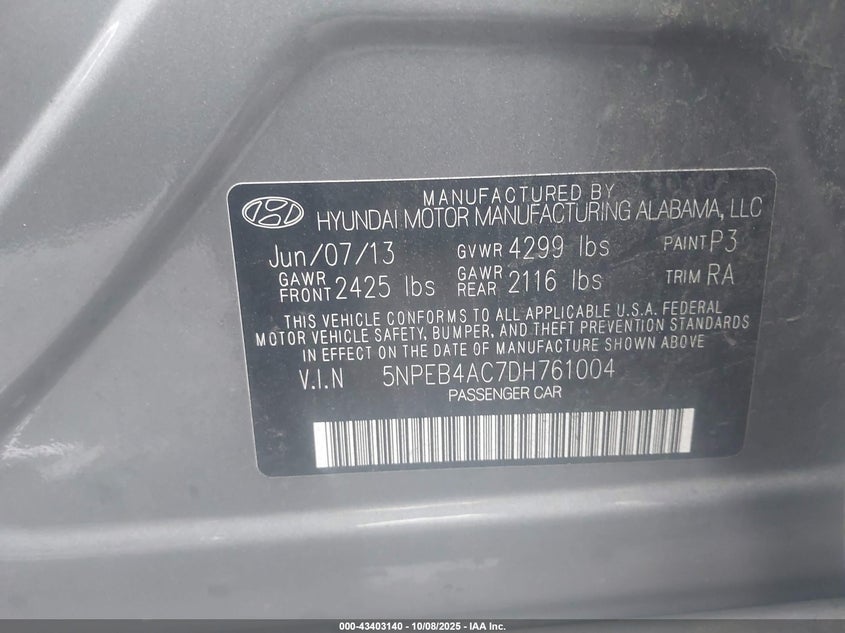 MANUFACTURED BY
HYUNDAI MOTOR MANUFACTURING ALABAMA, LLC
Jun/07/13 GVWR 4299 lbs PAINT P3
GAWR FRONT 2425 lbs GAWR REAR 2116 lbs TRIM RA
THIS VEHICLE CONFORMS TO ALL APPLICABLE U.S.A. FEDERAL
MOTOR VEHICLE SAFETY, BUMPER, AND THEFT PREVENTION STANDARDS
IN EFFECT ON THE DATE OF MANUFACTURE SHOWN ABOVE
V.I.N 5NPEB4AC7DH761004
PASSENGER CAR
000-43403140 - 10/08/2025 - IAA Inc.